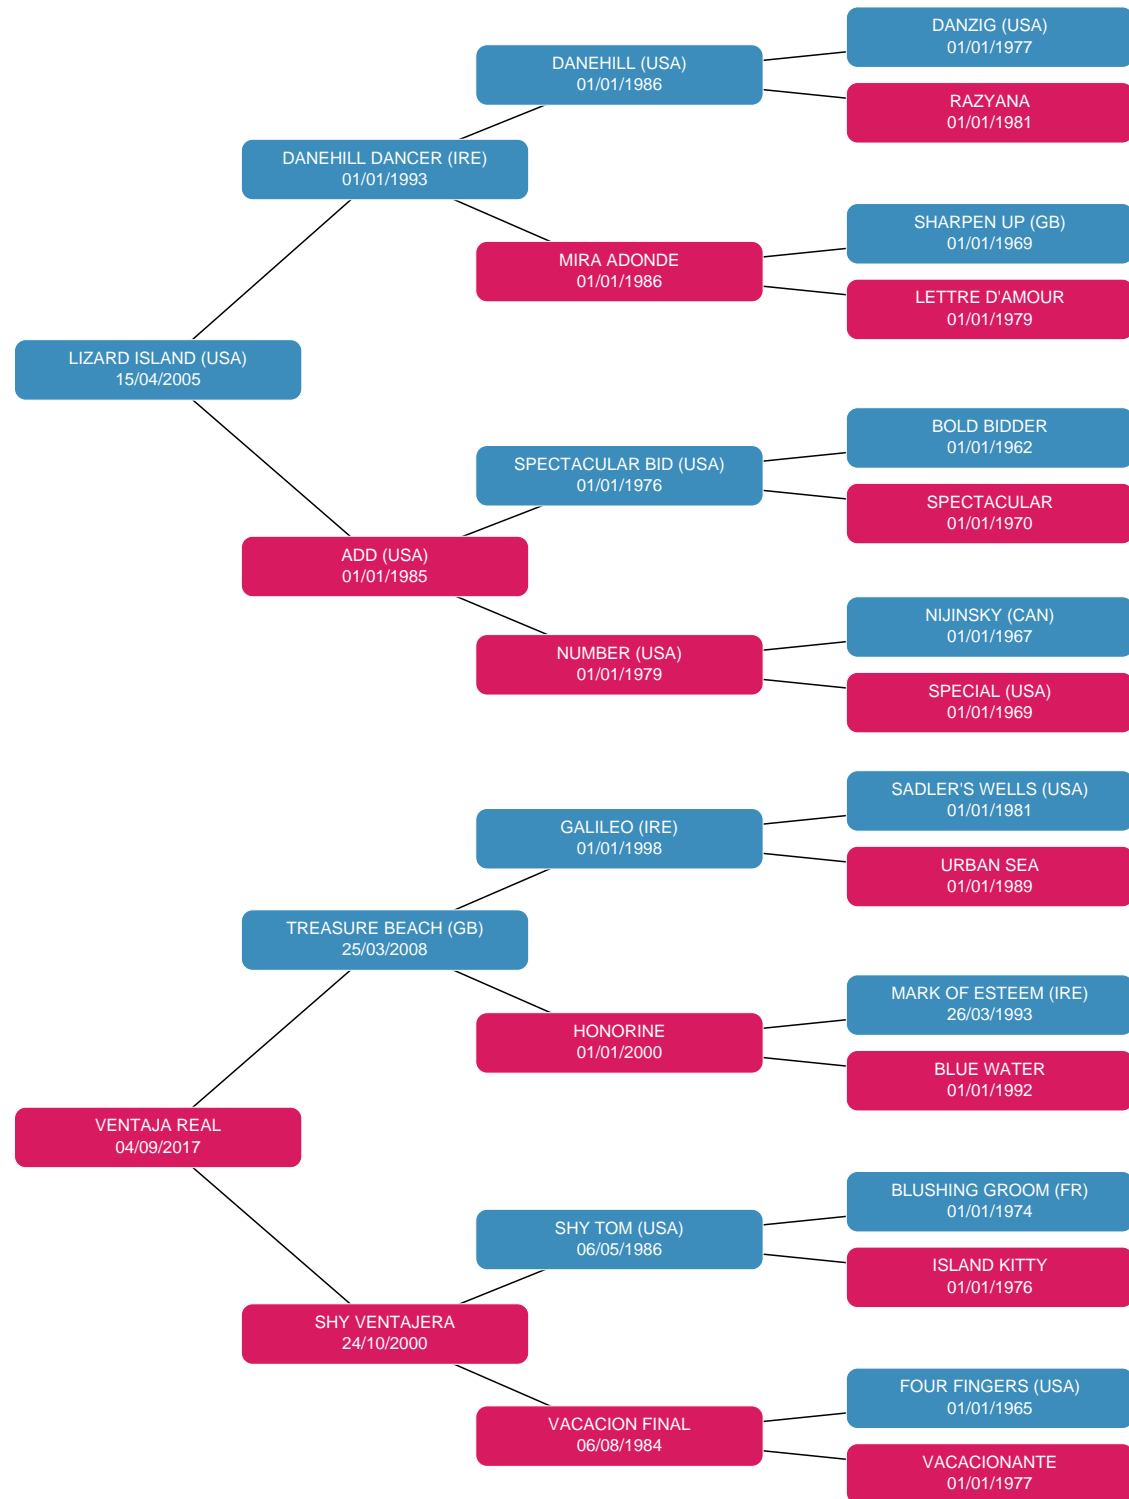 DANZIG (USA)
01/01/1977
DANEHILL (USA)
01/01/1986
RAZYANA
01/01/1981
DANEHILL DANCER (IRE)
01/01/1993
SHARPEN UP (GB)
01/01/1969
MIRA ADONDE
01/01/1986
LETTRE D'AMOUR
01/01/1979
LIZARD ISLAND (USA)
15/04/2005
BOLD BIDDER
01/01/1962
SPECTACULAR BID (USA)
01/01/1976
SPECTACULAR
01/01/1970
ADD (USA)
01/01/1985
NIJINSKY (CAN)
01/01/1967
NUMBER (USA)
01/01/1979
SPECIAL (USA)
01/01/1969
SADLER'S WELLS (USA)
01/01/1981
GALILEO (IRE)
01/01/1998
URBAN SEA
01/01/1989
TREASURE BEACH (GB)
25/03/2008
MARK OF ESTEEM (IRE)
26/03/1993
HONORINE
01/01/2000
BLUE WATER
01/01/1992
VENTAJA REAL
04/09/2017
BLUSHING GROOM (FR)
01/01/1974
SHY TOM (USA)
06/05/1986
ISLAND KITTY
01/01/1976
SHY VENTAJERA
24/10/2000
FOUR FINGERS (USA)
01/01/1965
VACACION FINAL
06/08/1984
VACACIONANTE
01/01/1977